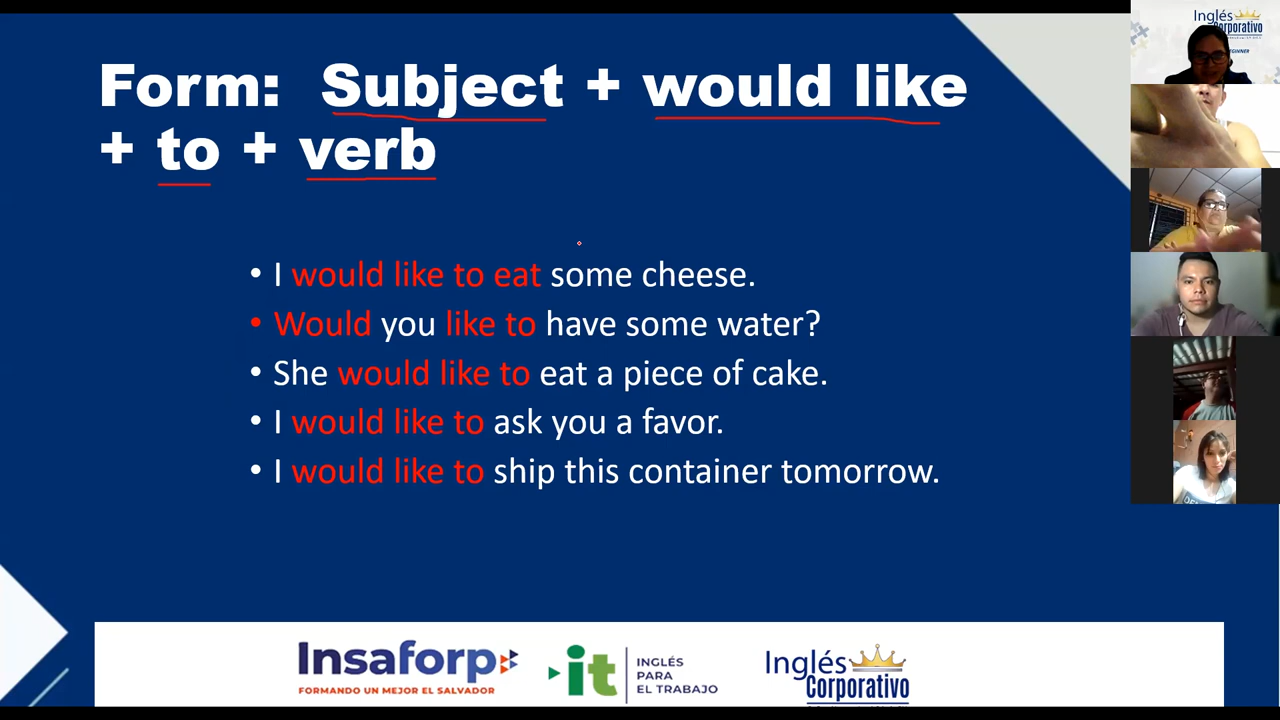 Form: Subject + would like
+ to + verb
• I would like to eat some cheese.
• Would you like to have some water?
• She would like to eat a piece of cake.
• I would like to ask you a favor.
• I would like to ship this container tomorrow.
Insaforp
FORMANDO UN MEJOR EL SALVADOR
it
INGLÉS
PARA
EL TRABAJO
Inglés
Corporativo
Inglés
Corporativo